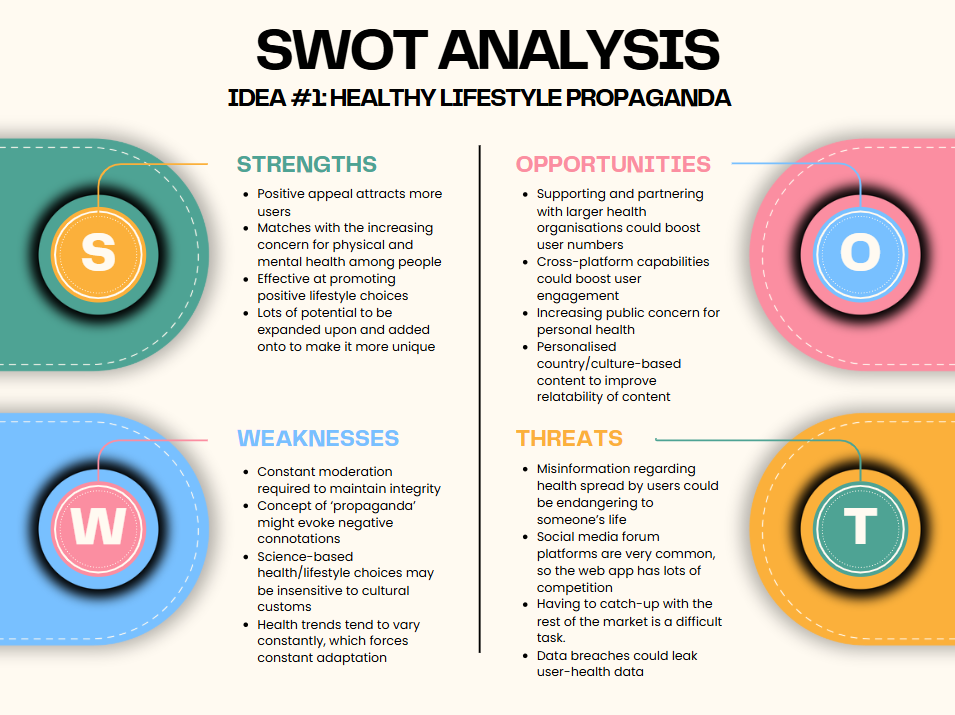 SWOT ANALYSIS
IDEA #1: HEALTHY LIFESTYLE PROPAGANDA
S
STRENGTHS
• Positive appeal attracts more
users
• Matches with the increasing
concern for physical and
mental health among people
• Effective at promoting
positive lifestyle choices
• Lots of potential to be
expanded upon and added
onto to make it more unique
OPPORTUNITIES
• Supporting and partnering
with larger health
organisations could boost
user numbers
• Cross-platform capabilities
could boost user
engagement
• Increasing public concern for
personal health
• Personalised
country/culture-based
content to improve
relatability of content
O
W
WEAKNESSES
• Constant moderation
required to maintain integrity
• Concept of ‘propaganda’
might evoke negative
connotations
• Science-based
health/lifestyle choices may
be insensitive to cultural
customs
• Health trends tend to vary
constantly, which forces
constant adaptation
THREATS
• Misinformation regarding
health spread by users could
be endangering to
someone’s life
• Social media forum
platforms are very common,
so the web app has lots of
competition
• Having to catch-up with the
rest of the market is a difficult
task.
• Data breaches could leak
user-health data
T